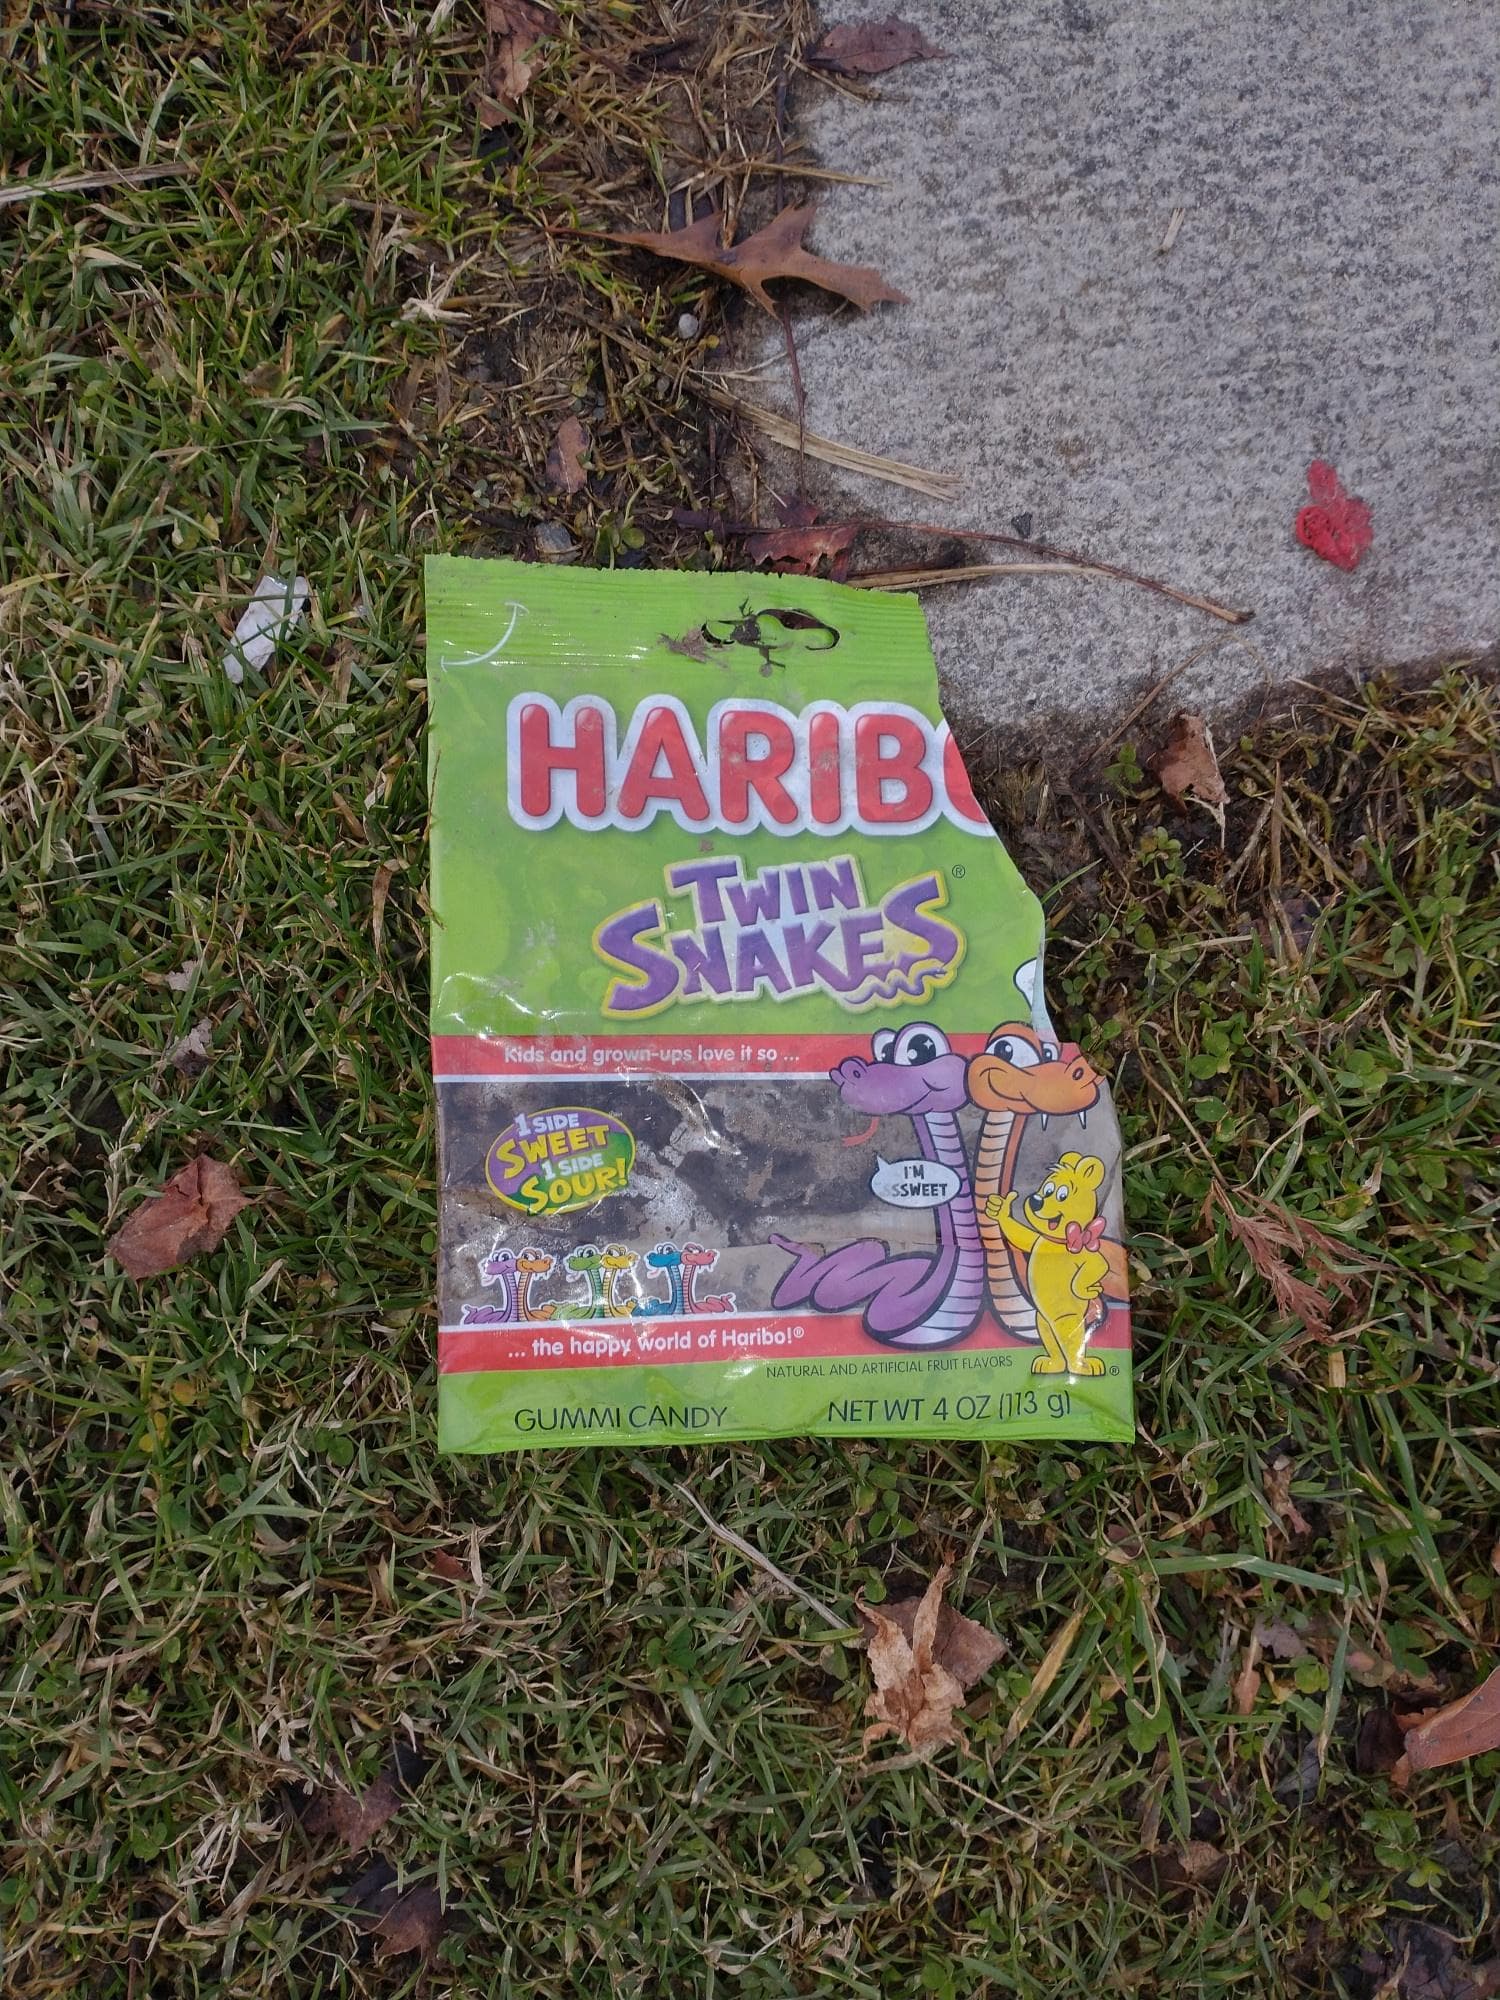 HARIBO
TWIN
SNAKES®
Kids and grown-ups love it so ...
1 SIDE
SWEET
1 SIDE
SOUR!
I'M
SSSWEET
... the happy world of Haribo!®
NATURAL AND ARTIFICIAL FRUIT FLAVORS
®
GUMMI CANDY
NET WT 4 OZ (113 g)